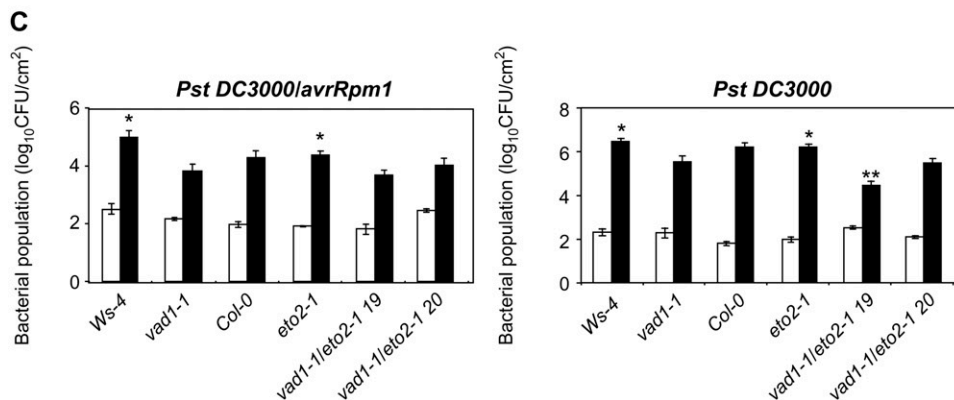 C
Pst DC3000/avrRpm1
Bacterial population (log10CFU/cm2)
6
4
2
0
*
*
Ws-4
vad1-1
Col-0
eto2-1
vad1-1/eto2-1 19
vad1-1/eto2-1 20
Pst DC3000
Bacterial population (log10CFU/cm2)
8
6
4
2
0
*
*
**
Ws-4
vad1-1
Col-0
eto2-1
vad1-1/eto2-1 19
vad1-1/eto2-1 20